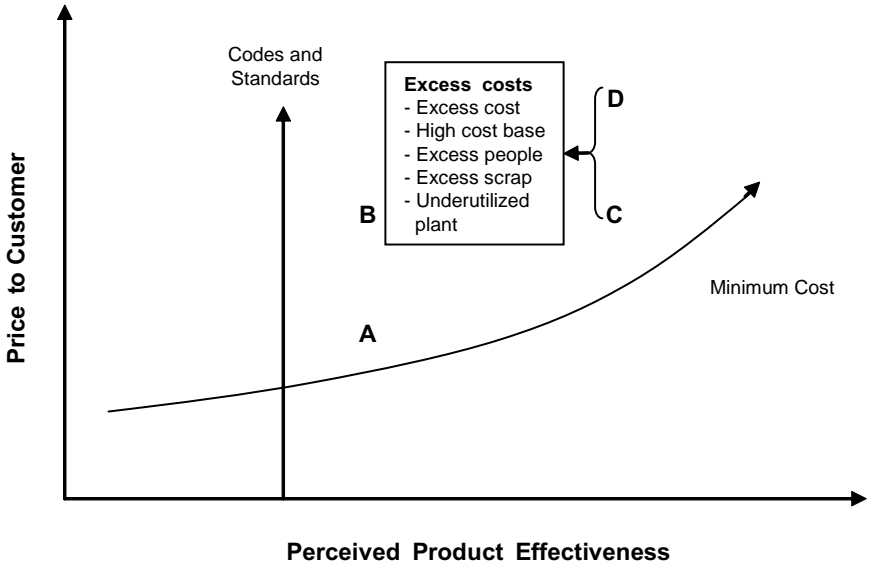 Codes and
Standards
Excess costs
- Excess cost
- High cost base
- Excess people
- Excess scrap
- Underutilized
plant
D
B
C
Price to Customer
Minimum Cost
A
Perceived Product Effectiveness